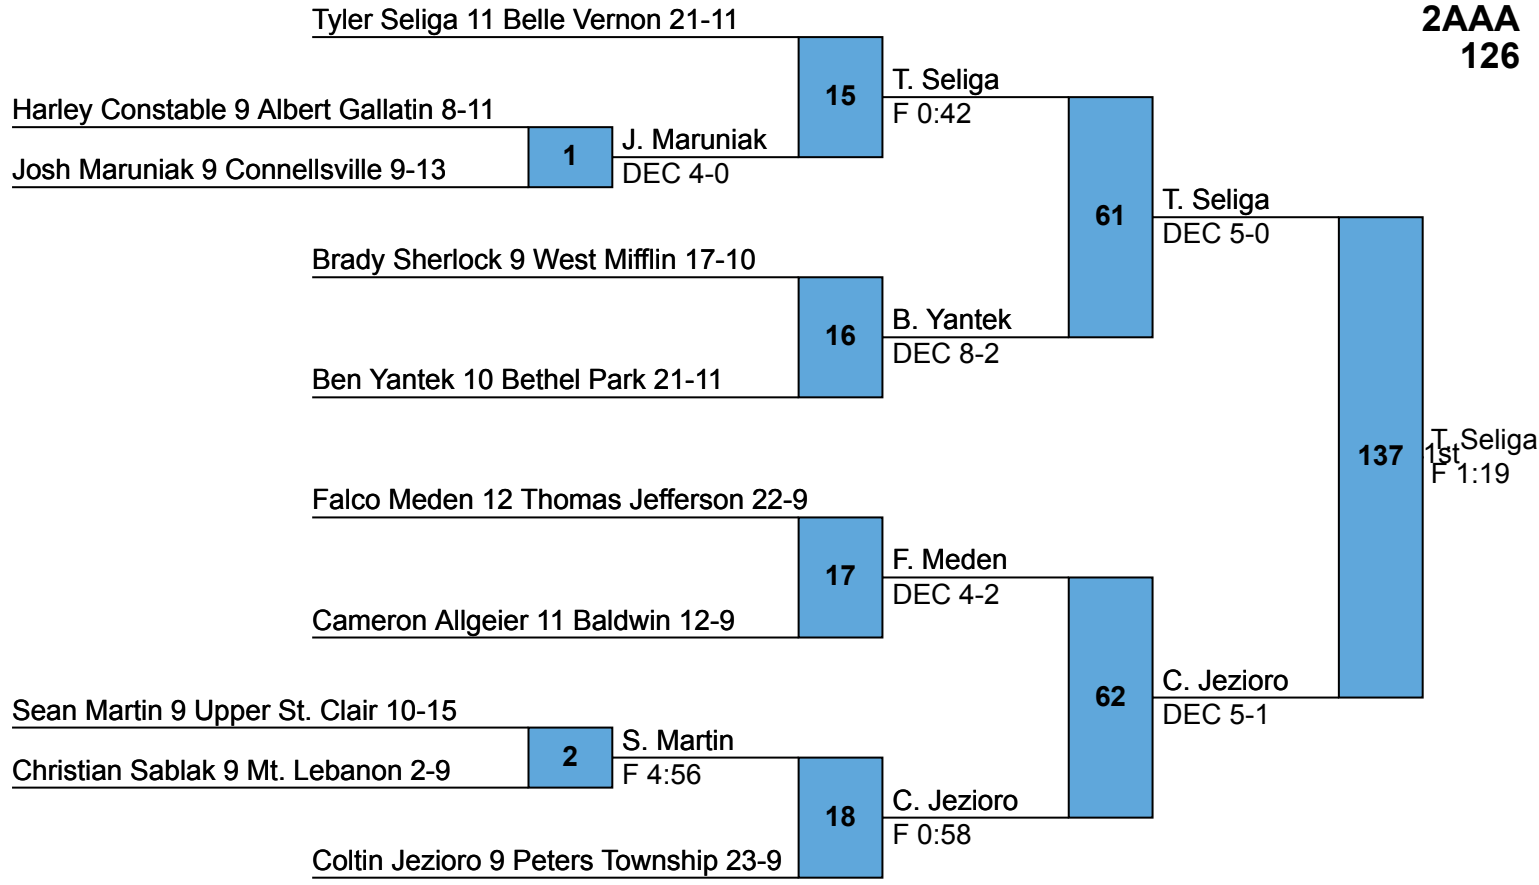 2AAA
126
Tyler Seliga 11 Belle Vernon 21-11
15
T. Seliga
F 0:42
Harley Constable 9 Albert Gallatin 8-11
1
J. Maruniak
DEC 4-0
Josh Maruniak 9 Connellsville 9-13
61
T. Seliga
DEC 5-0
Brady Sherlock 9 West Mifflin 17-10
16
B. Yantek
DEC 8-2
Ben Yantek 10 Bethel Park 21-11
137
T. Seliga
1st
F 1:19
Falco Meden 12 Thomas Jefferson 22-9
17
F. Meden
DEC 4-2
Cameron Allgeier 11 Baldwin 12-9
62
C. Jezioro
DEC 5-1
Sean Martin 9 Upper St. Clair 10-15
2
S. Martin
F 4:56
Christian Sablak 9 Mt. Lebanon 2-9
18
C. Jezioro
F 0:58
Coltin Jezioro 9 Peters Township 23-9